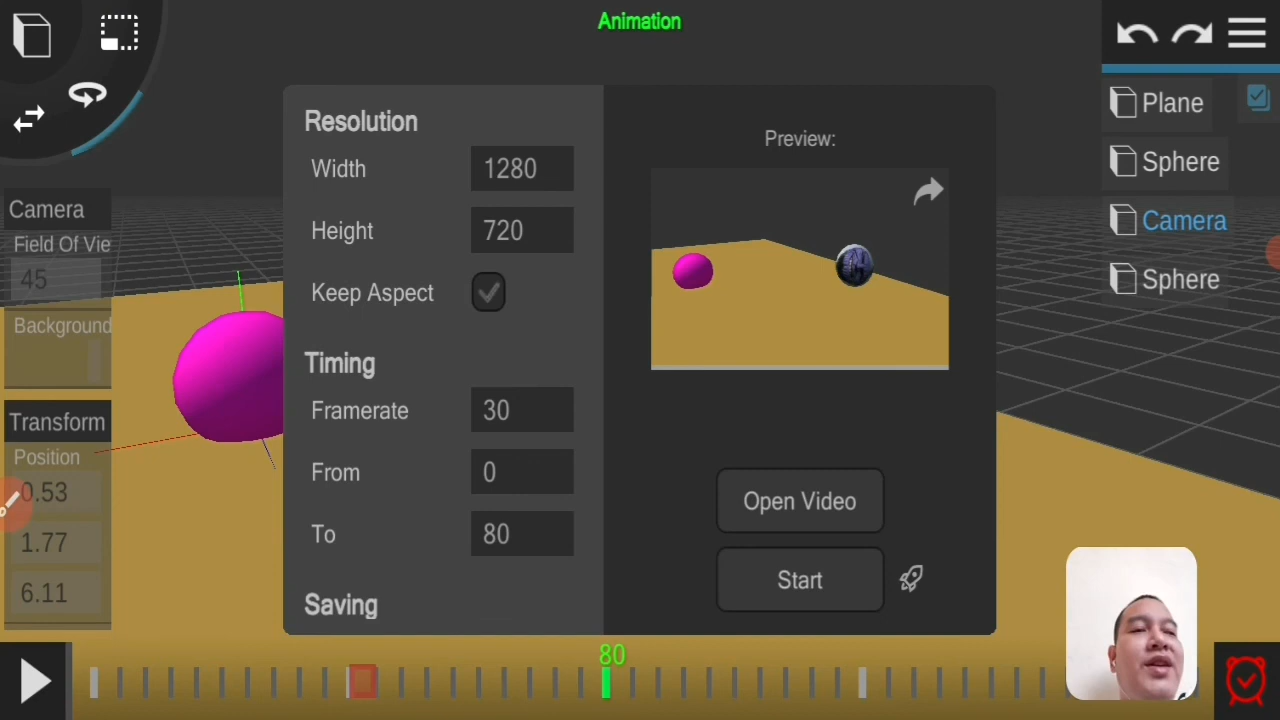 Animation
Resolution
Width 1280
Height 720
Keep Aspect
Timing
Framerate 30
From 0
To 80
Saving
Preview:
Open Video
Start
Plane
Sphere
Camera
Sphere
Camera
Field Of Vie
45
Background
Transform
Position
0.53
1.77
6.11
80